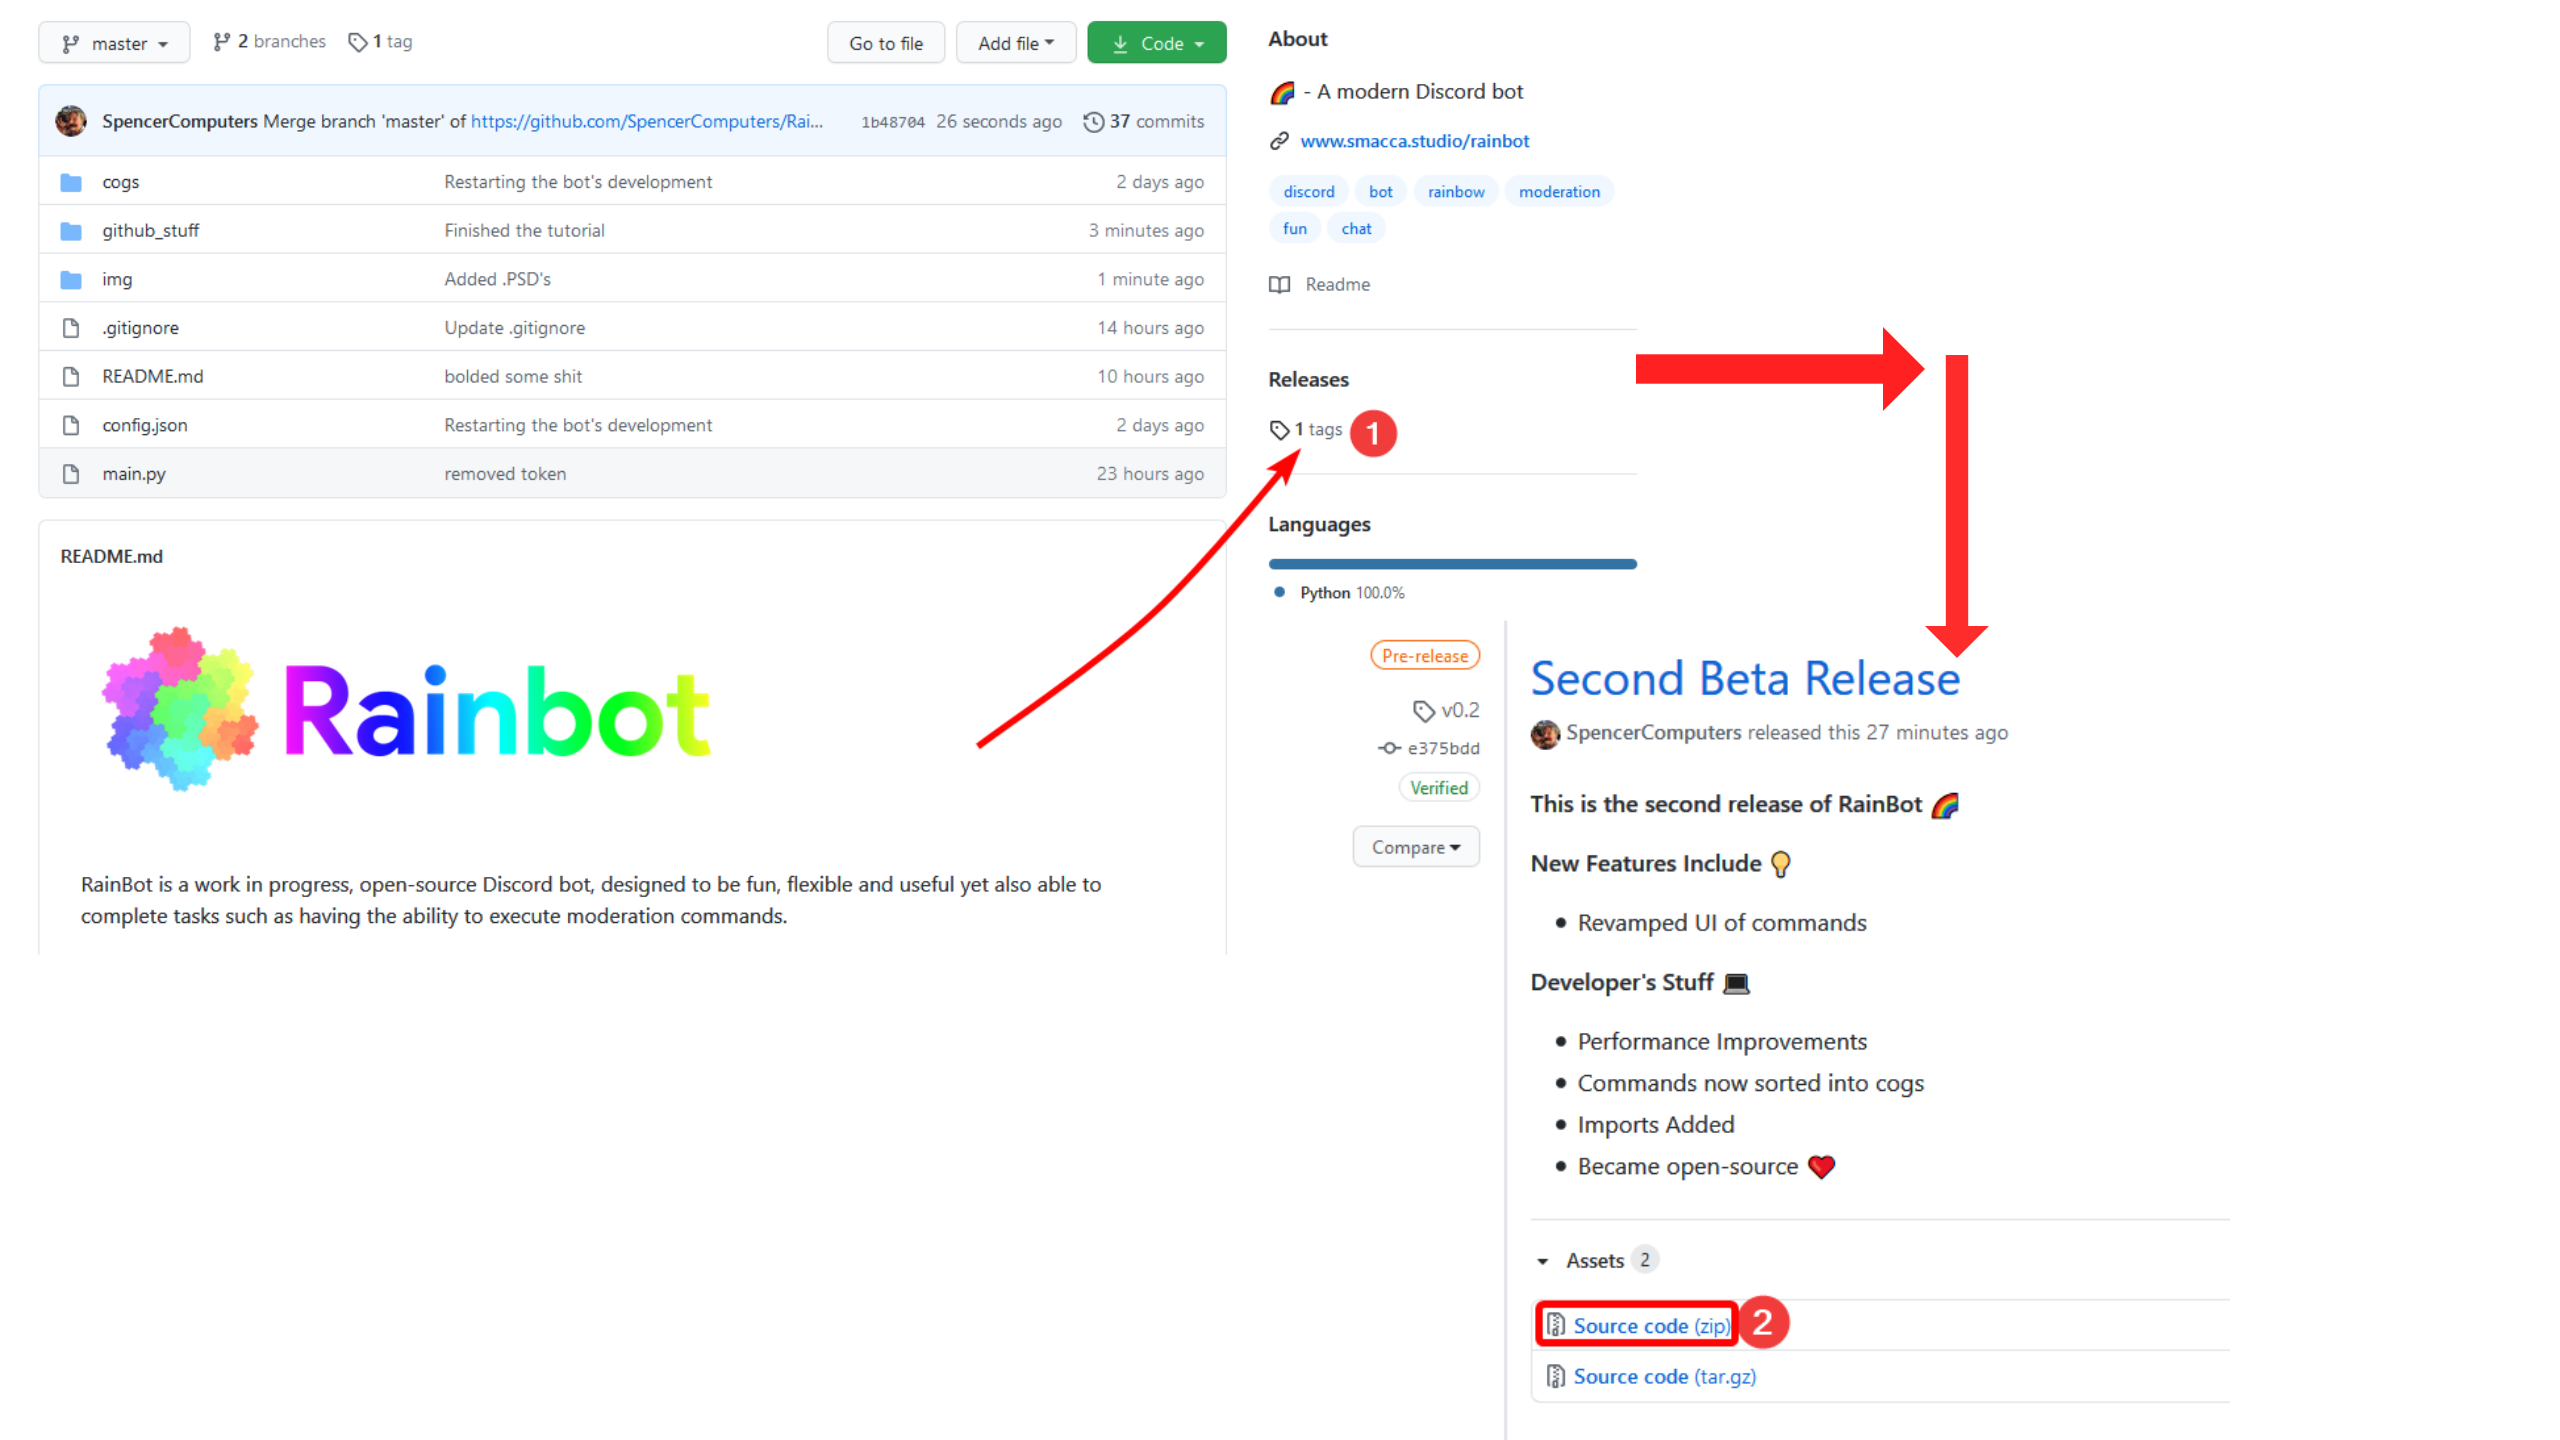 master
2 branches
1 tag
Go to file
Add file
Code
SpencerComputers Merge branch 'master' of https://github.com/SpencerComputers/Rai... 1b48704 26 seconds ago 37 commits
cogs Restarting the bot's development 2 days ago
github_stuff Finished the tutorial 3 minutes ago
img Added .PSD's 1 minute ago
.gitignore Update .gitignore 14 hours ago
README.md bolded some shit 10 hours ago
config.json Restarting the bot's development 2 days ago
main.py removed token 23 hours ago
README.md
Rainbot
RainBot is a work in progress, open-source Discord bot, designed to be fun, flexible and useful yet also able to
complete tasks such as having the ability to execute moderation commands.
About
🌈 - A modern Discord bot
www.smacca.studio/rainbot
discord bot rainbow moderation
fun chat
Readme
Releases
1 tags 1
Languages
Python 100.0%
Pre-release
v0.2
e375bdd
Verified
Compare
Second Beta Release
SpencerComputers released this 27 minutes ago
This is the second release of RainBot 🌈
New Features Include 💡
• Revamped UI of commands
Developer's Stuff 💻
• Performance Improvements
• Commands now sorted into cogs
• Imports Added
• Became open-source ❤️
Assets 2
Source code (zip) 2
Source code (tar.gz)